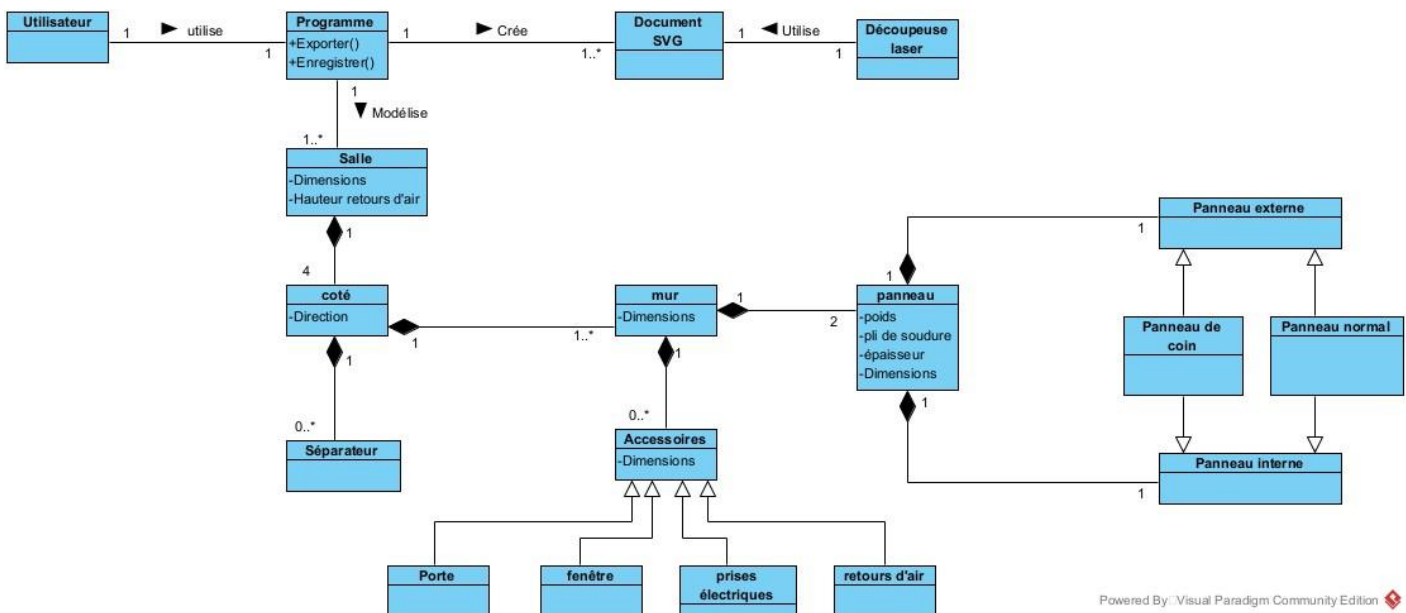 Utilisateur
1
utilise
1
Programme
+Exporter()
+Enregistrer()
1
Crée
1..*
Document
SVG
1
Utilise
1
Découpeuse
laser
1
Modélise
1..*
Salle
-Dimensions
-Hauteur retours d'air
1
4
coté
-Direction
1
1..*
mur
-Dimensions
1
2
panneau
-poids
-pli de soudure
-épaisseur
-Dimensions
1
1
Panneau externe
Panneau de
coin
Panneau normal
1
1
Panneau interne
1
0..*
Séparateur
1
0..*
Accessoires
-Dimensions
Porte
fenêtre
prises
électriques
retours d'air
Powered By Visual Paradigm Community Edition